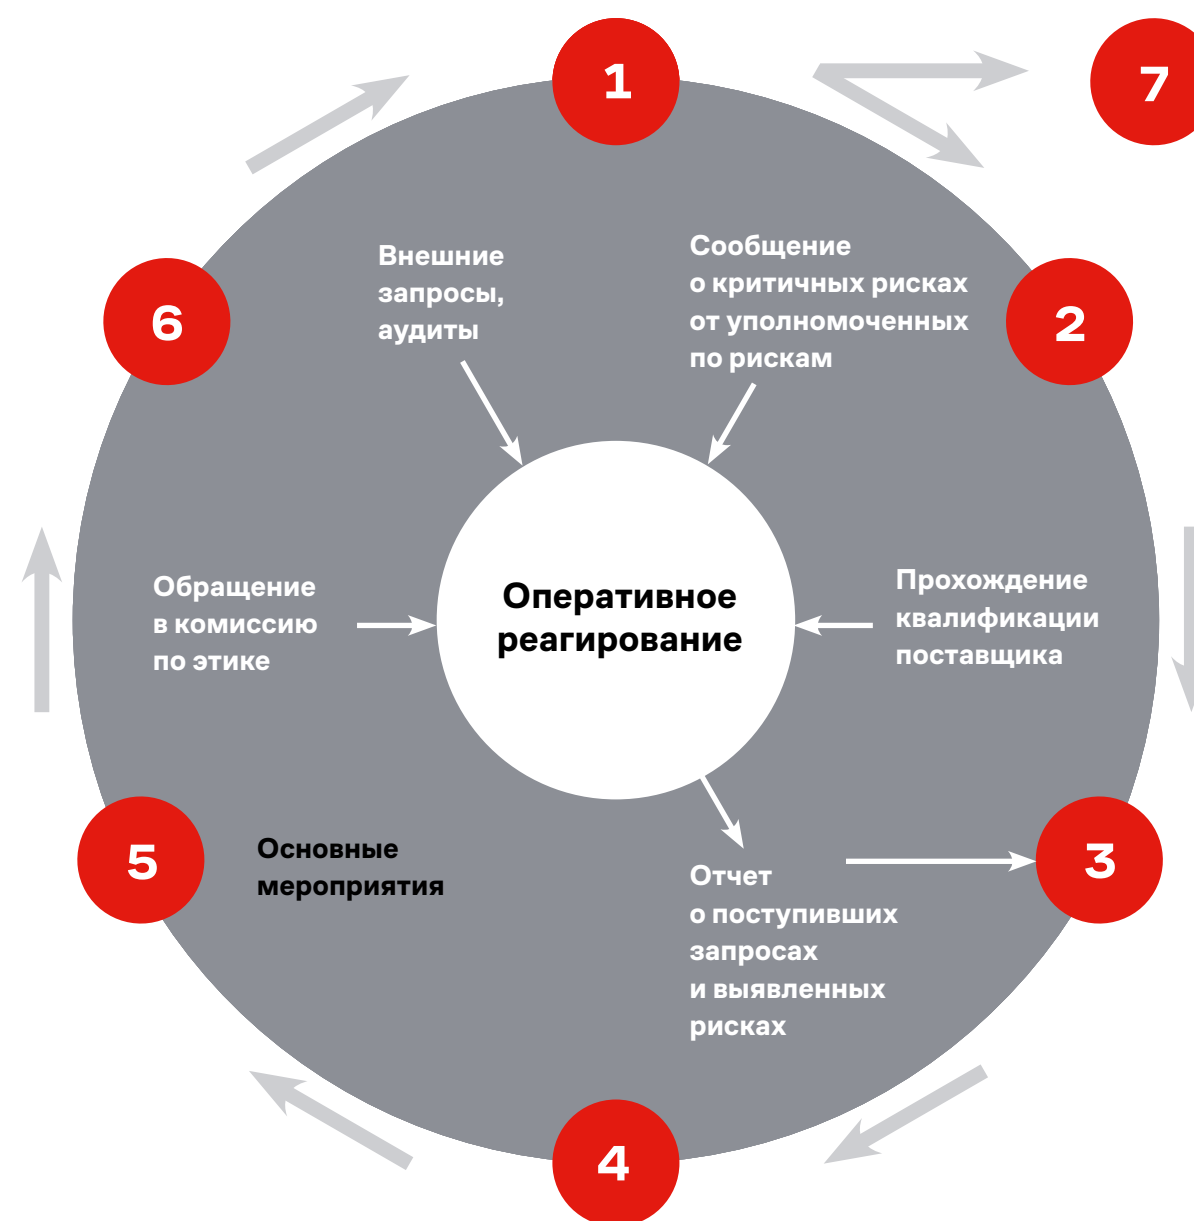 1
7
Внешние
запросы,
аудиты
Сообщение
о критичных рисках
от уполномоченных
по рискам
6
2
Оперативное
реагирование
Обращение
в комиссию
по этике
Прохождение
квалификации
поставщика
5
Основные
мероприятия
Отчет
о поступивших
запросах
и выявленных
рисках
3
4